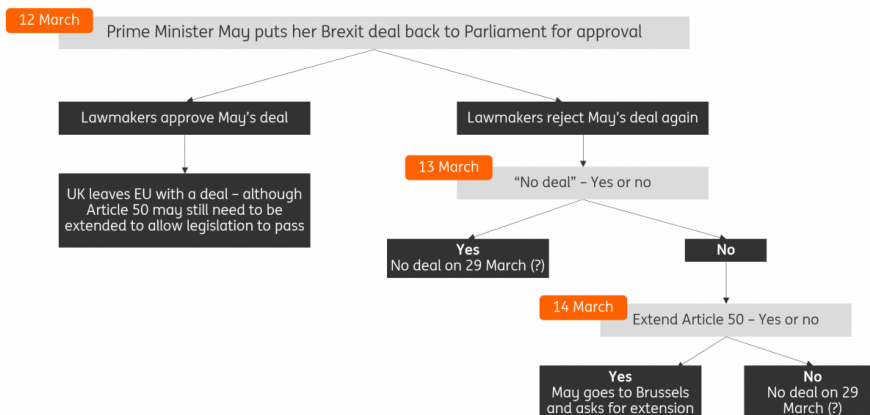 12 March
Prime Minister May puts her Brexit deal back to Parliament for approval
Lawmakers approve May's deal
Lawmakers reject May's deal again
13 March
"No deal" – Yes or no
UK leaves EU with a deal – although
Article 50 may still need to be
extended to allow legislation to pass
Yes
No deal on 29 March (?)
No
14 March
Extend Article 50 – Yes or no
Yes
May goes to Brussels
and asks for extension
No
No deal on 29
March (?)